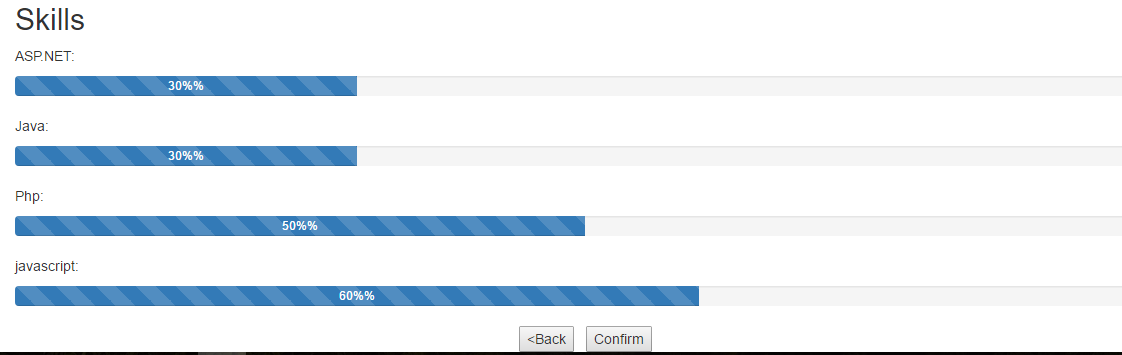 Skills
ASP.NET:
30%%
Java:
30%%
Php:
50%%
javascript:
60%%
<Back Confirm